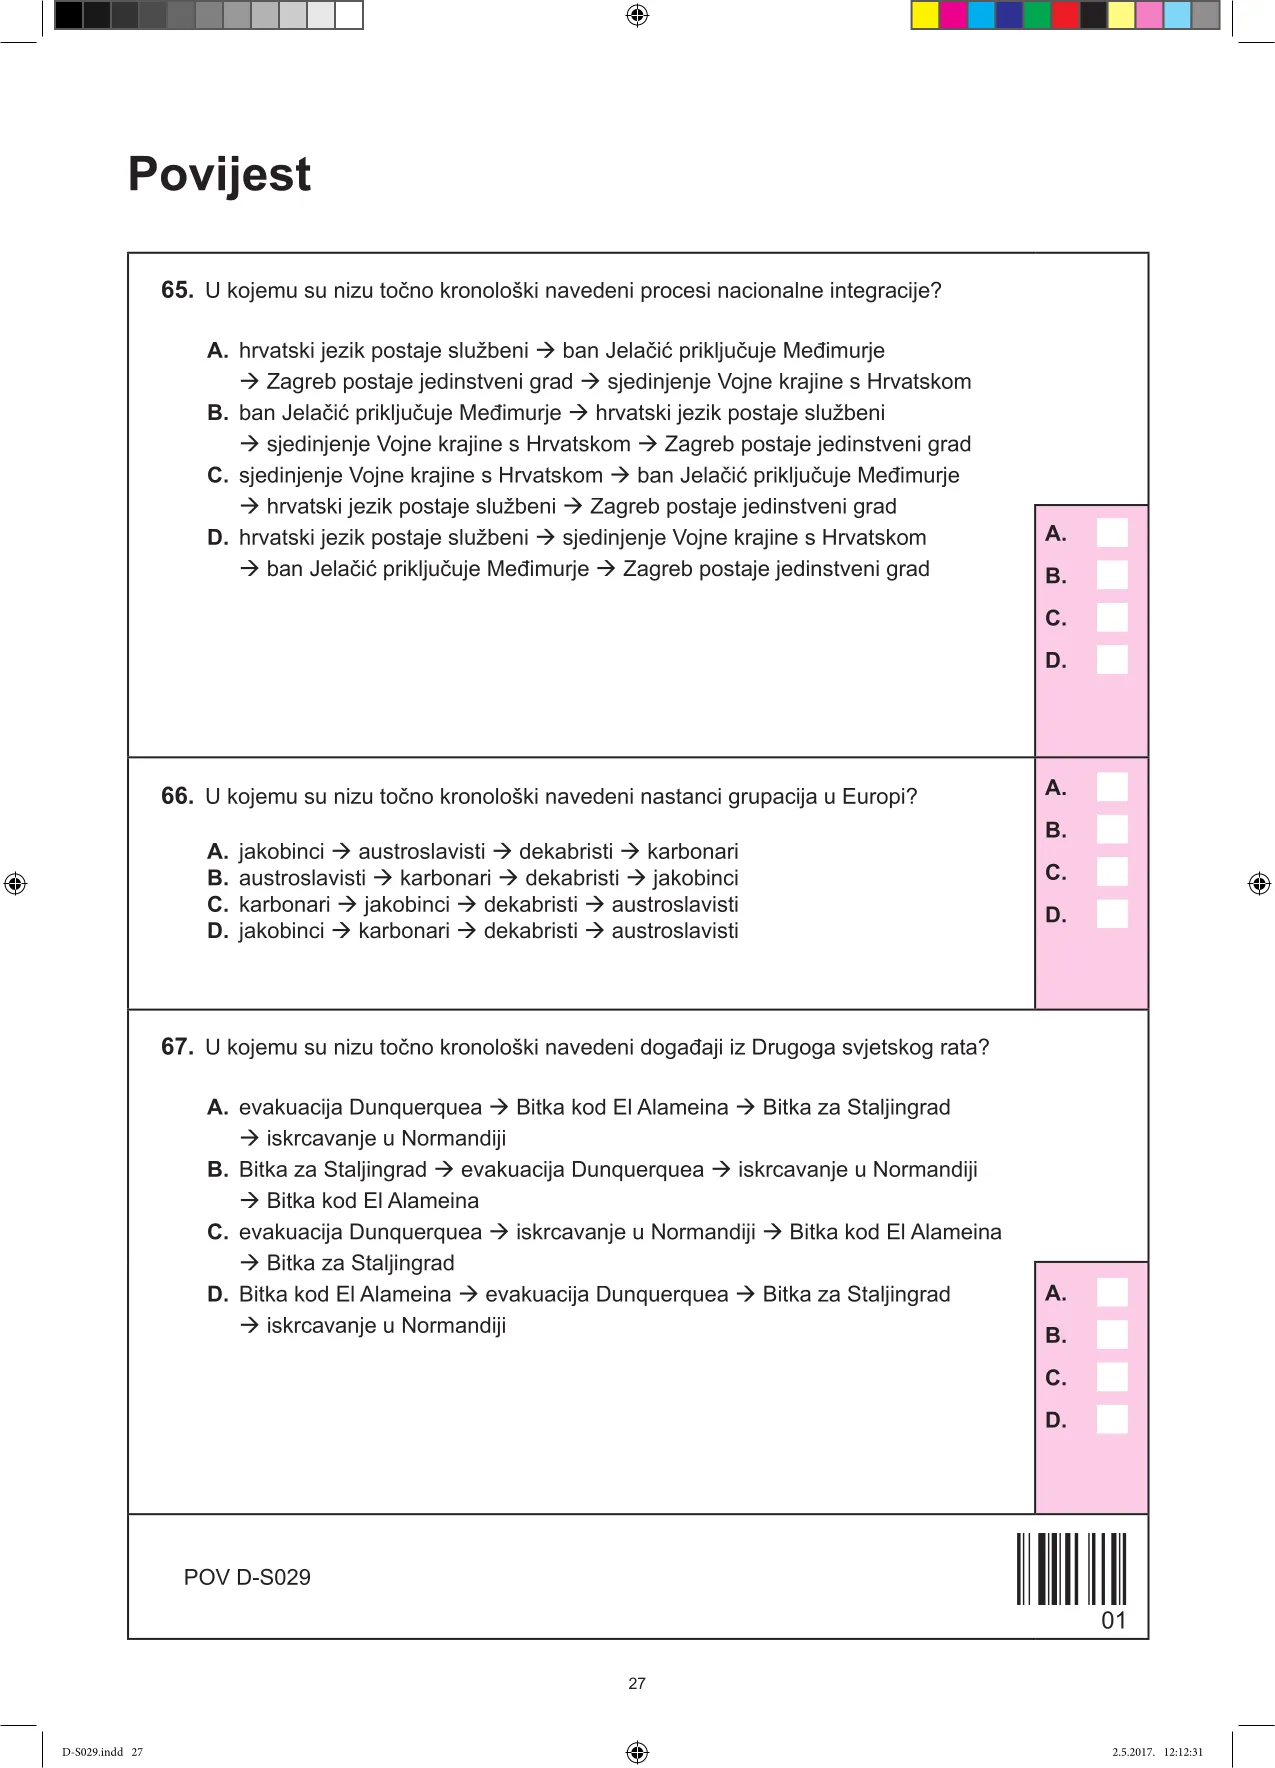 Povijest
65. U kojemu su nizu točno kronološki navedeni procesi nacionalne integracije?
A. hrvatski jezik postaje službeni → ban Jelačić priključuje Međimurje
→ Zagreb postaje jedinstveni grad → sjedinjenje Vojne krajine s Hrvatskom
B. ban Jelačić priključuje Međimurje → hrvatski jezik postaje službeni
→ sjedinjenje Vojne krajine s Hrvatskom → Zagreb postaje jedinstveni grad
C. sjedinjenje Vojne krajine s Hrvatskom → ban Jelačić priključuje Međimurje
→ hrvatski jezik postaje službeni → Zagreb postaje jedinstveni grad
D. hrvatski jezik postaje službeni → sjedinjenje Vojne krajine s Hrvatskom
→ ban Jelačić priključuje Međimurje → Zagreb postaje jedinstveni grad
A.
B.
C.
D.
66. U kojemu su nizu točno kronološki navedeni nastanci grupacija u Europi?
A. jakobinci → austroslavisti → dekabristi → karbonari
B. austroslavisti → karbonari → dekabristi → jakobinci
C. karbonari → jakobinci → dekabristi → austroslavisti
D. jakobinci → karbonari → dekabristi → austroslavisti
A.
B.
C.
D.
67. U kojemu su nizu točno kronološki navedeni događaji iz Drugoga svjetskog rata?
A. evakuacija Dunquerquea → Bitka kod El Alameina → Bitka za Staljingrad
→ iskrcavanje u Normandiji
B. Bitka za Staljingrad → evakuacija Dunquerquea → iskrcavanje u Normandiji
→ Bitka kod El Alameina
C. evakuacija Dunquerquea → iskrcavanje u Normandiji → Bitka kod El Alameina
→ Bitka za Staljingrad
D. Bitka kod El Alameina → evakuacija Dunquerquea → Bitka za Staljingrad
→ iskrcavanje u Normandiji
A.
B.
C.
D.
POV D-S029
01
27
D-S029.indd 27
2.5.2017. 12:12:31